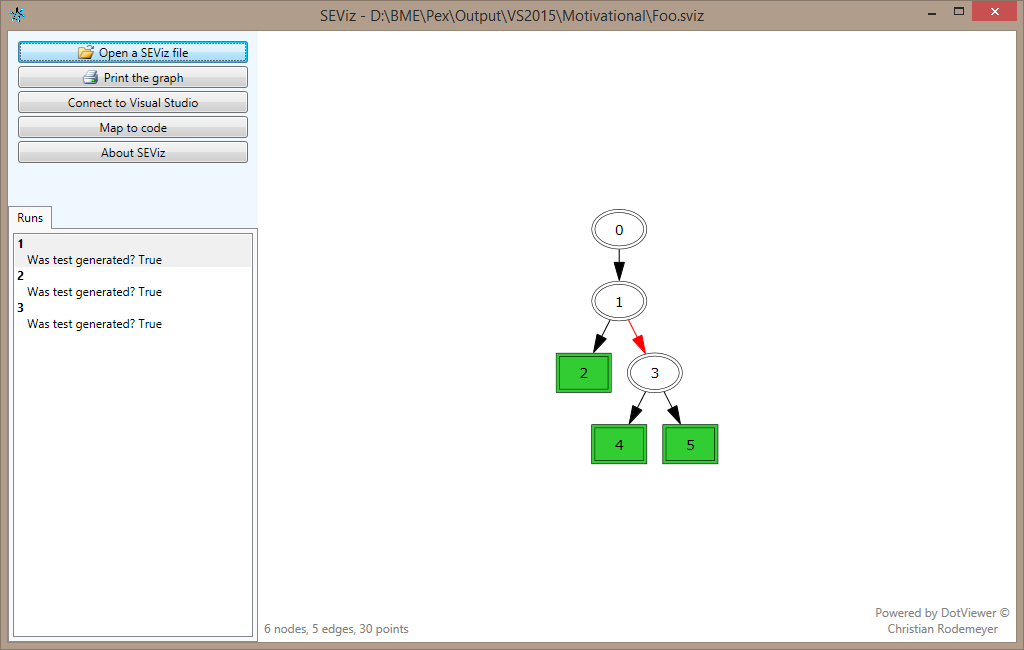 SEViz - D:\BME\Pex\Output\VS2015\Motivational\Foo.sviz
Open a SEViz file
Print the graph
Connect to Visual Studio
Map to code
About SEViz
Runs
1
Was test generated? True
2
Was test generated? True
3
Was test generated? True
0
1
2
3
4
5
6 nodes, 5 edges, 30 points
Powered by DotViewer ©
Christian Rodemeyer